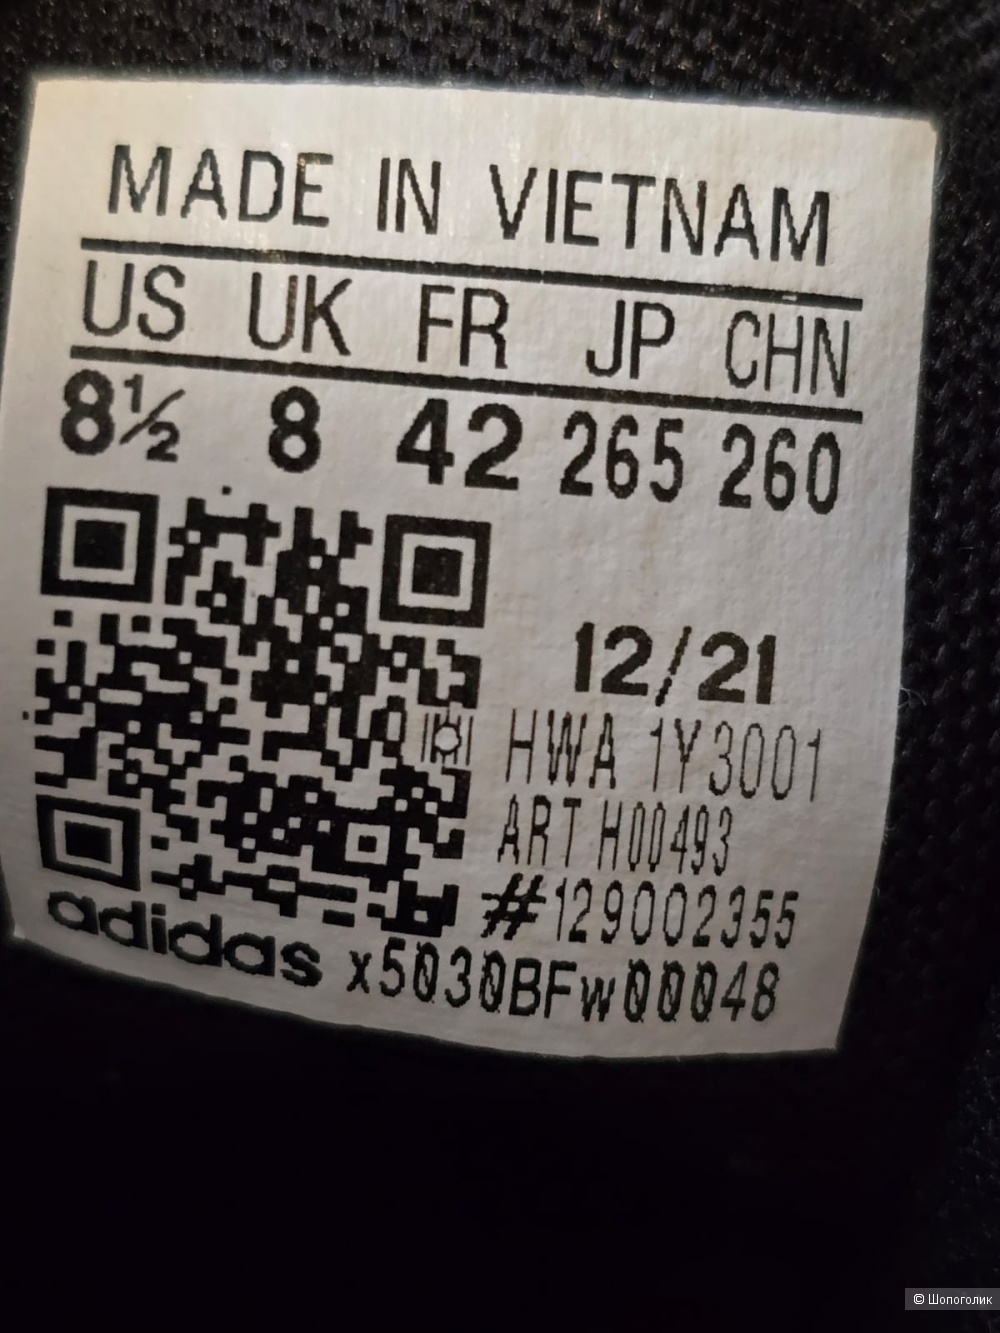 MADE IN VIETNAM
US UK FR JP CHN
8½ 8 42 265 260
12/21
HWA 1Y3001
ART H00493
#129002355
adidas x5030BFw00048
© Шопоголик